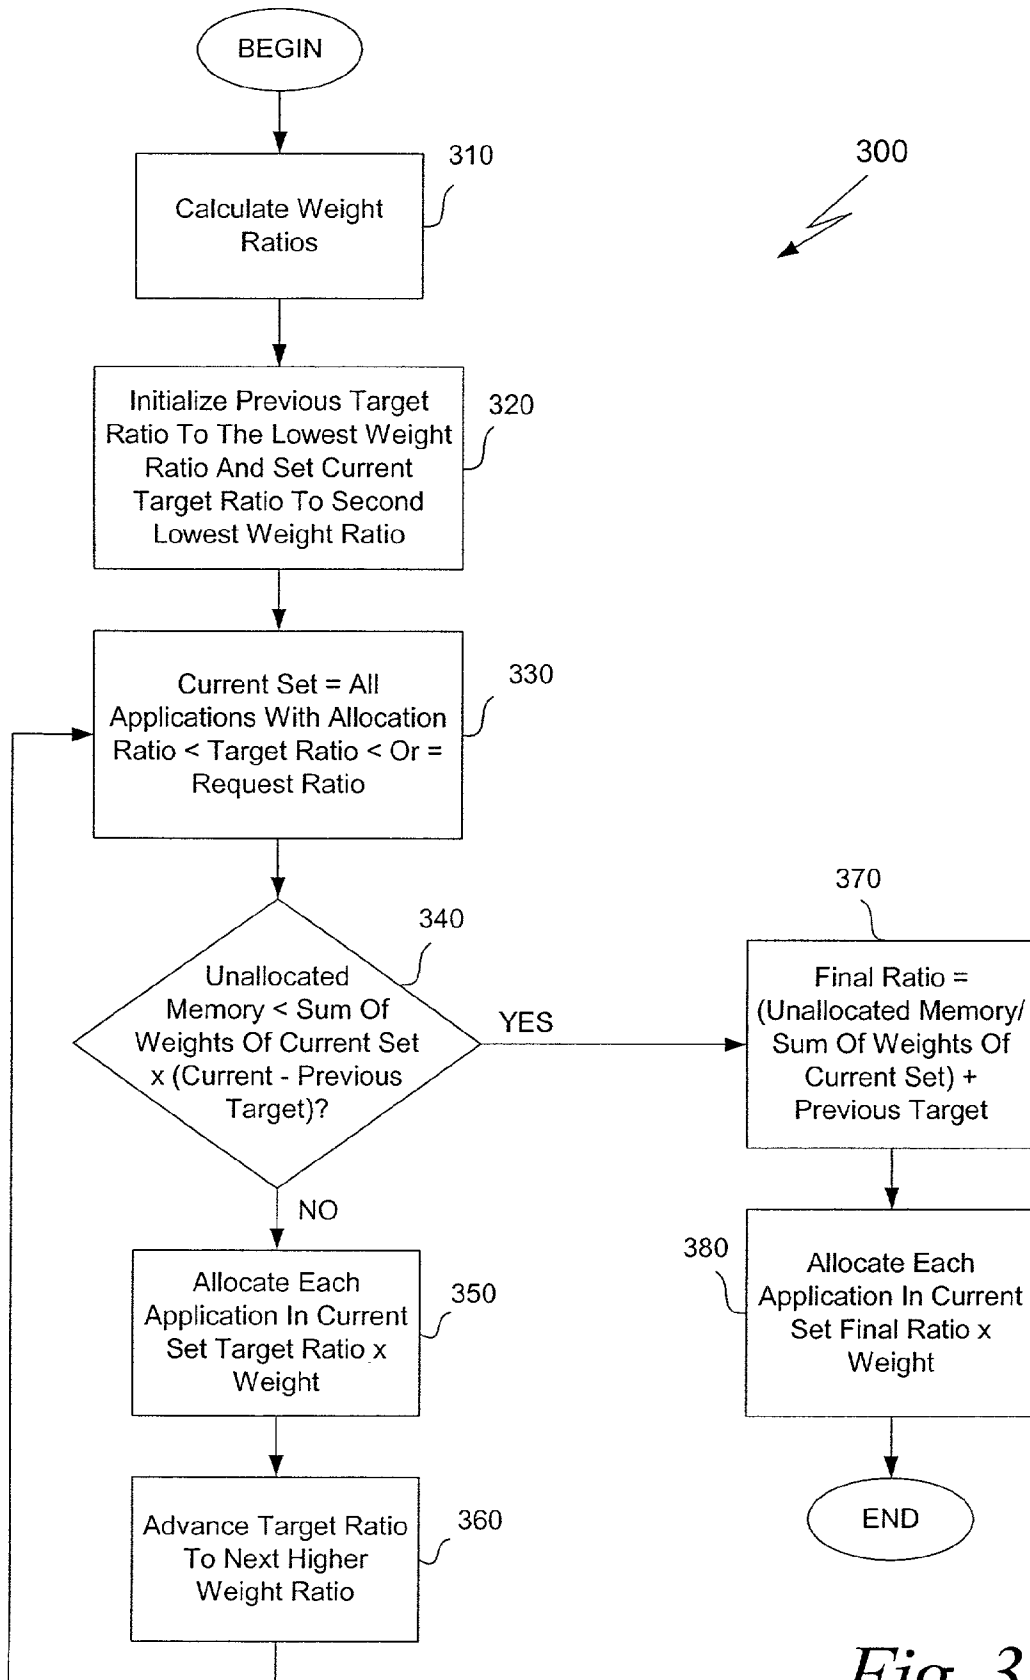 BEGIN
310
Calculate Weight
Ratios
300
320
Initialize Previous Target
Ratio To The Lowest Weight
Ratio And Set Current
Target Ratio To Second
Lowest Weight Ratio
330
Current Set = All
Applications With Allocation
Ratio < Target Ratio < Or =
Request Ratio
340
Unallocated
Memory < Sum Of
Weights Of Current Set
x (Current - Previous
Target)?
YES
NO
350
Allocate Each
Application In Current
Set Target Ratio x
Weight
360
Advance Target Ratio
To Next Higher
Weight Ratio
370
Final Ratio =
(Unallocated Memory/
Sum Of Weights Of
Current Set) +
Previous Target
380
Allocate Each
Application In Current
Set Final Ratio x
Weight
END
Fig. 3